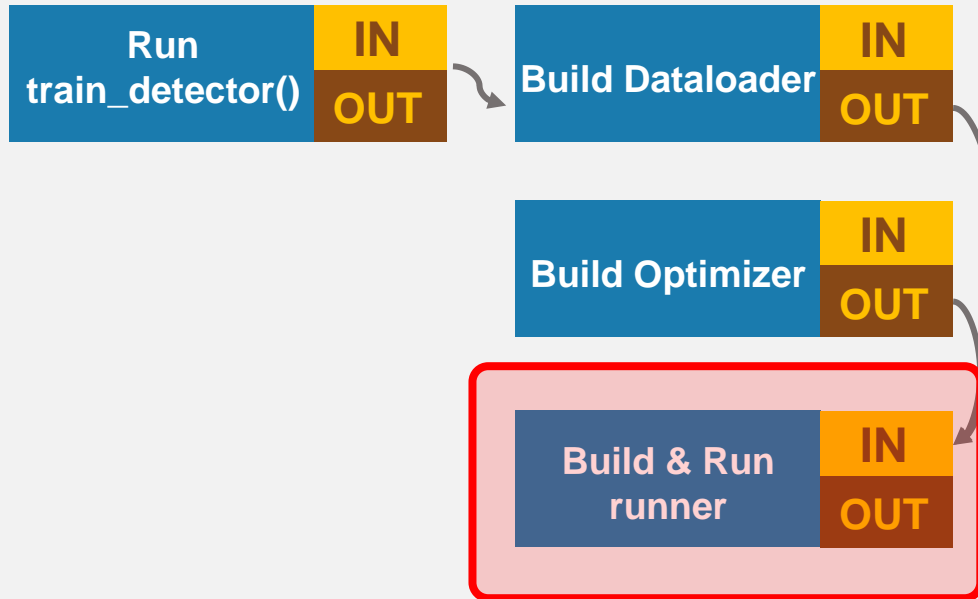 Run
train_detector()
IN
OUT
Build Dataloader
IN
OUT
Build Optimizer
IN
OUT
Build & Run
runner
IN
OUT